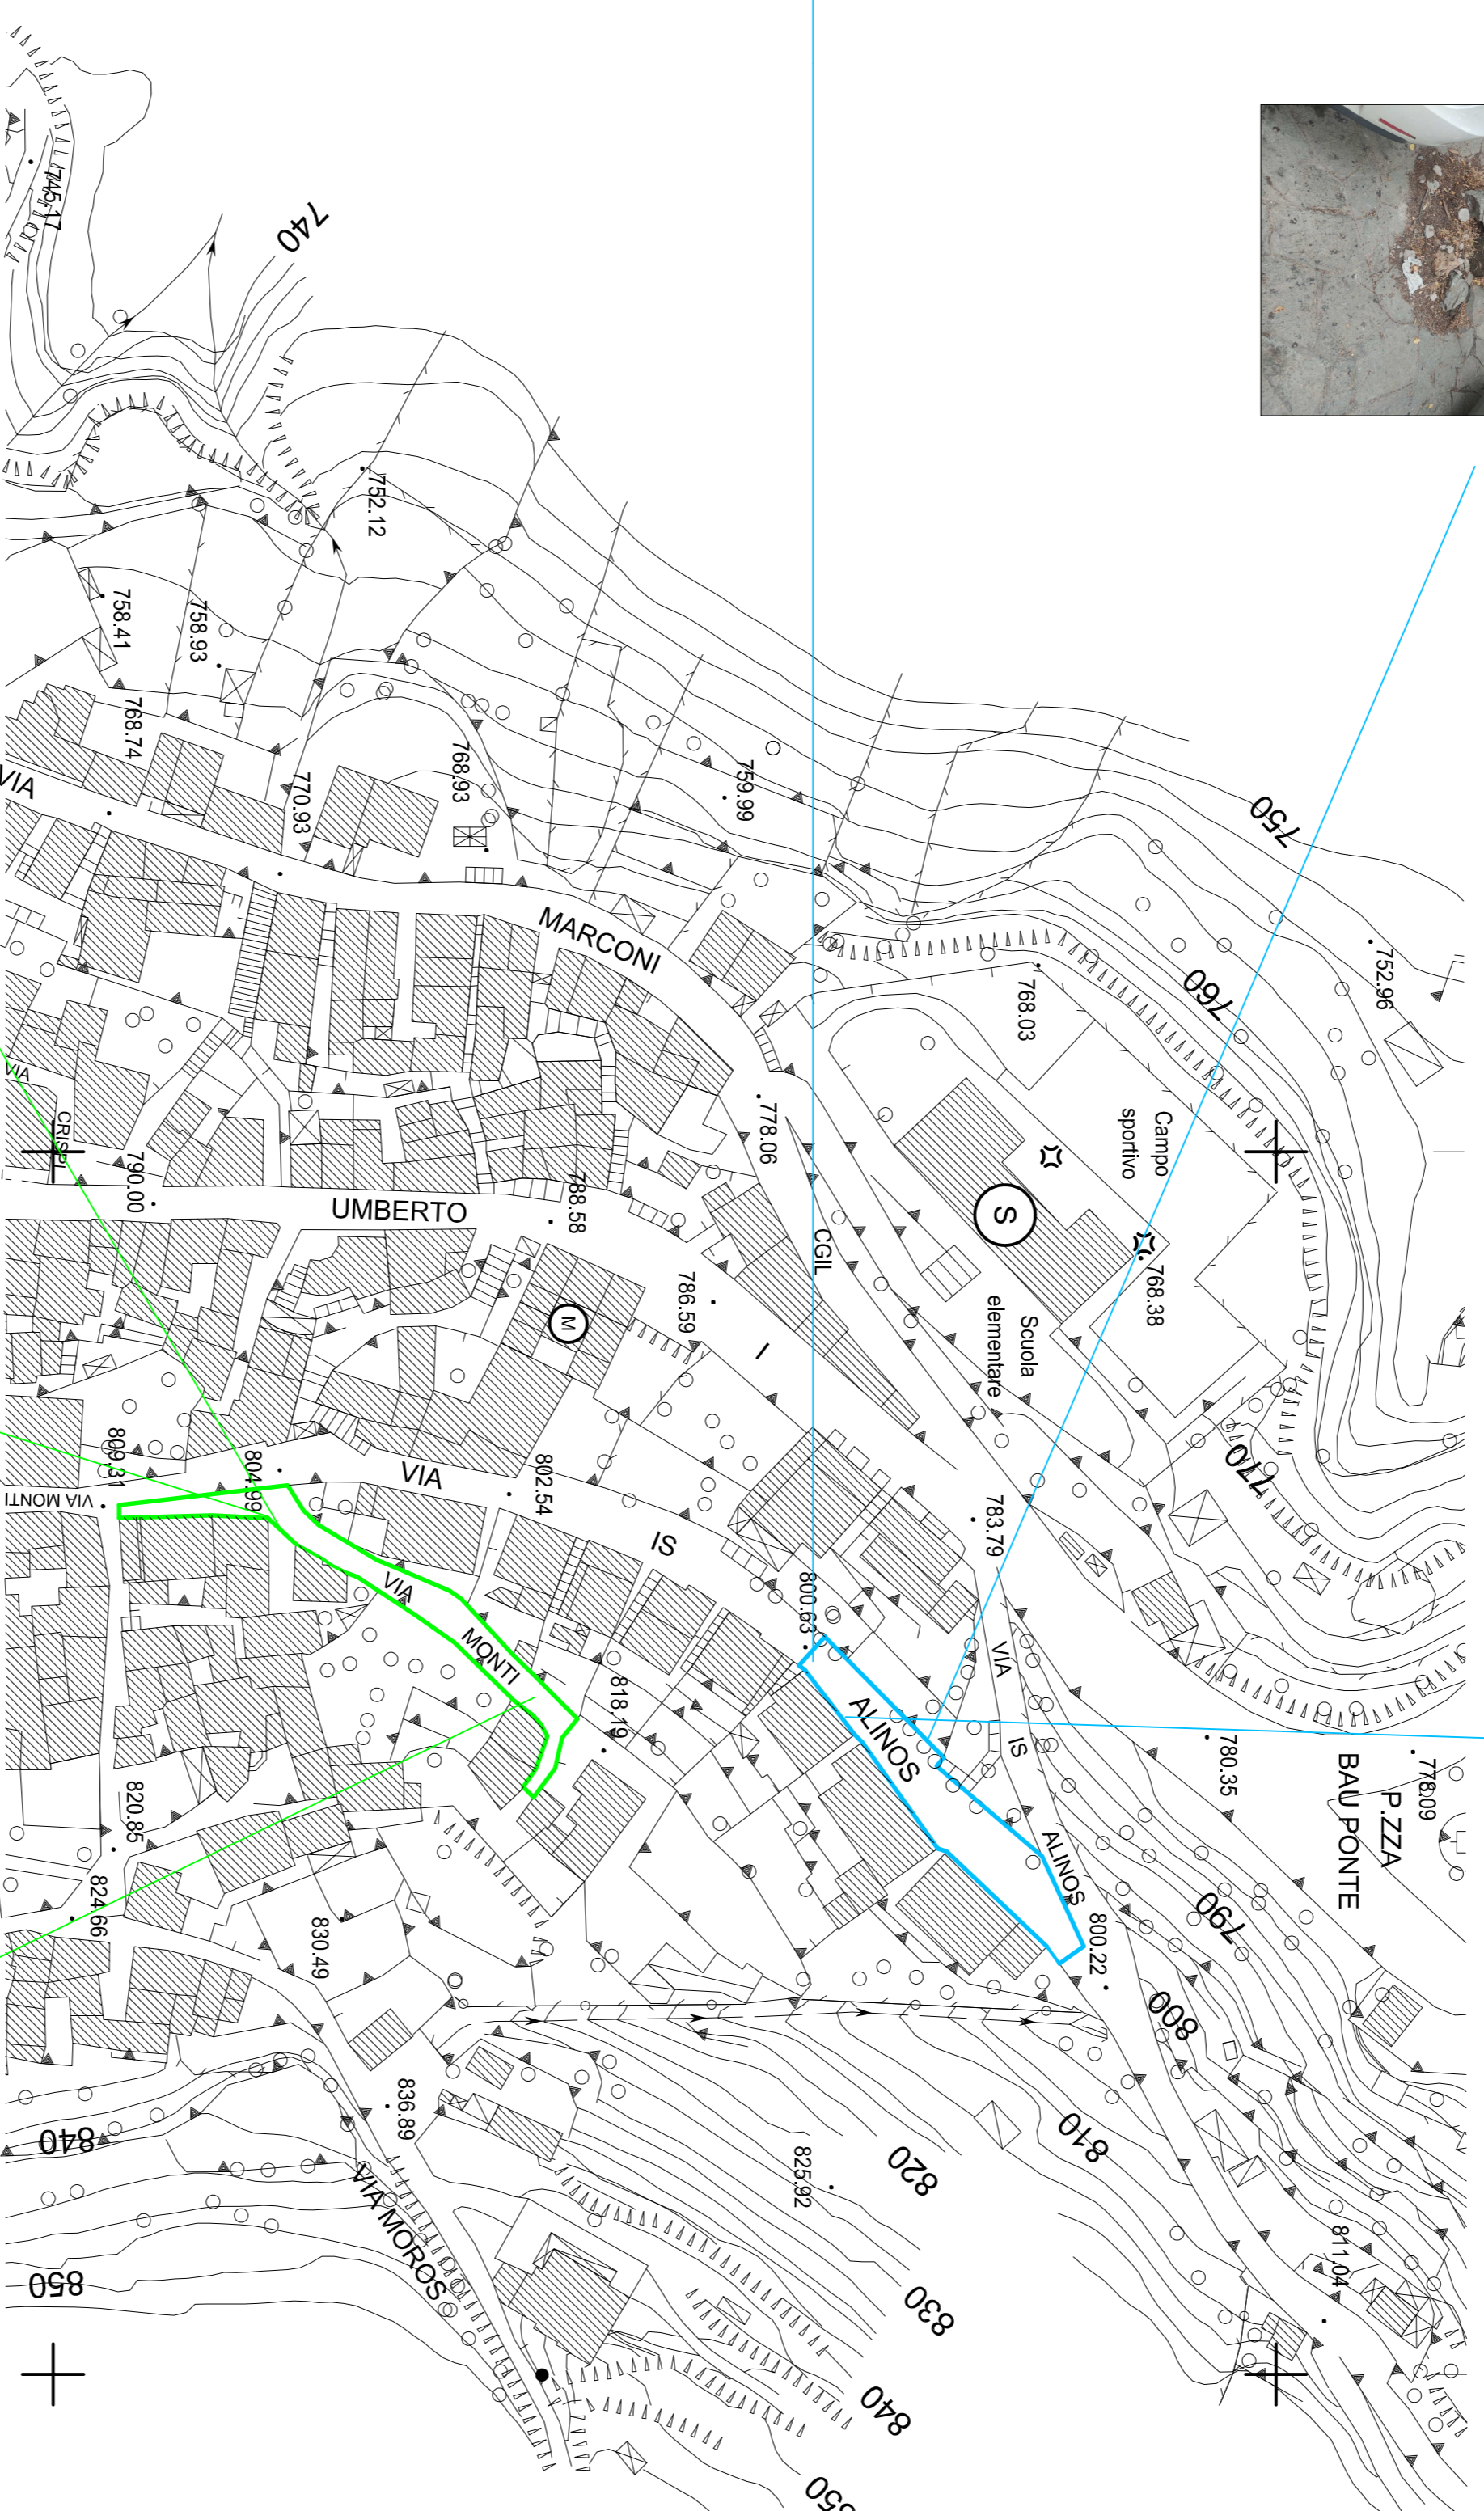 745.17
740
752.12
758.41
758.93
768.74
VIA
770.93
768.93
759.99
750
MARCONI
760
752.96
768.03
VIA
CRISPI
790.00
778.06
Campo
sportivo
S
788.58
UMBERTO
CGIL
768.38
786.59
M
I
Scuola
elementare
770
809.31
804.99
VIA
802.54
VIA MONTI
IS
783.79
800.63
VIA
MONTI
818.19
VIA
IS
ALINOS
ALINOS
780.35
778.09
P.ZZA
BAU PONTE
820.85
824.66
830.49
800.22
790
800
836.89
840
810
820
825.92
VIA MOROS
811.04
850
830
840
850